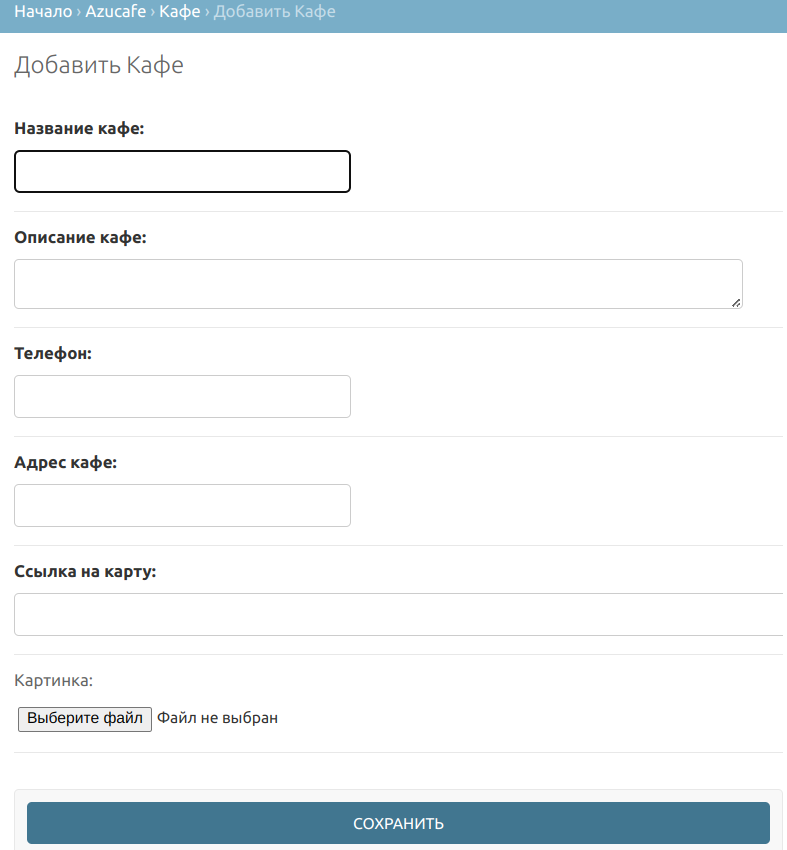 Начало › Azucafe › Кафе › Добавить Кафе
Добавить Кафе
Название кафе:
Описание кафе:
Телефон:
Адрес кафе:
Ссылка на карту:
Картинка:
Выберите файл Файл не выбран
СОХРАНИТЬ